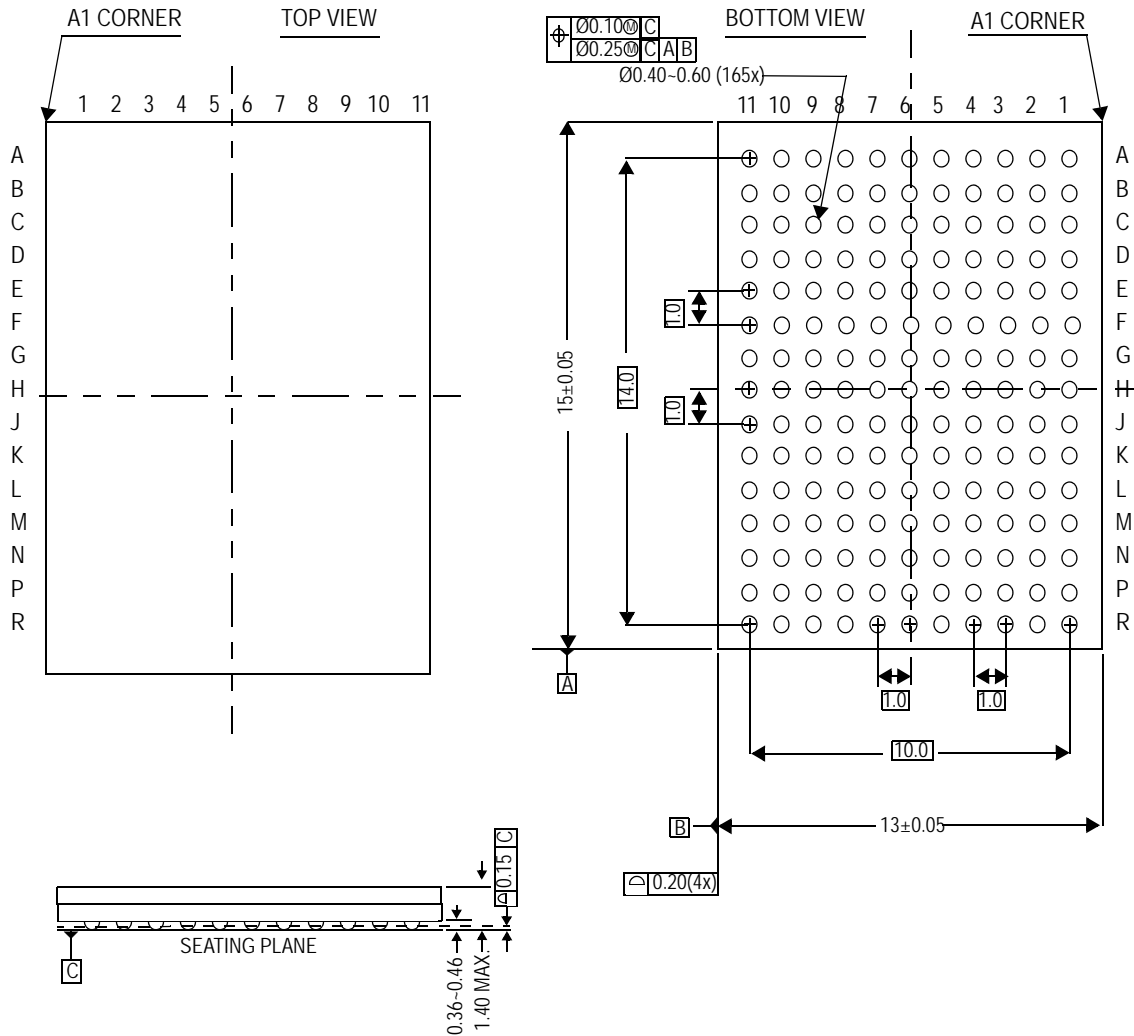 A1 CORNER TOP VIEW
1 2 3 4 5 6 7 8 9 10 11
A
B
C
D
E
F
G
H
J
K
L
M
N
P
R
Ø0.10Ⓜ C
Ø0.25Ⓜ C A B
BOTTOM VIEW A1 CORNER
Ø0.40~0.60 (165x)
11 10 9 8 7 6 5 4 3 2 1
A
B
C
D
E
F
G
H
J
K
L
M
N
P
R
15±0.05
14.0
1.0
1.0
A
1.0 1.0
10.0
B 13±0.05
0.20(4x)
0.15 C
SEATING PLANE
C
0.36~0.46
1.40 MAX.